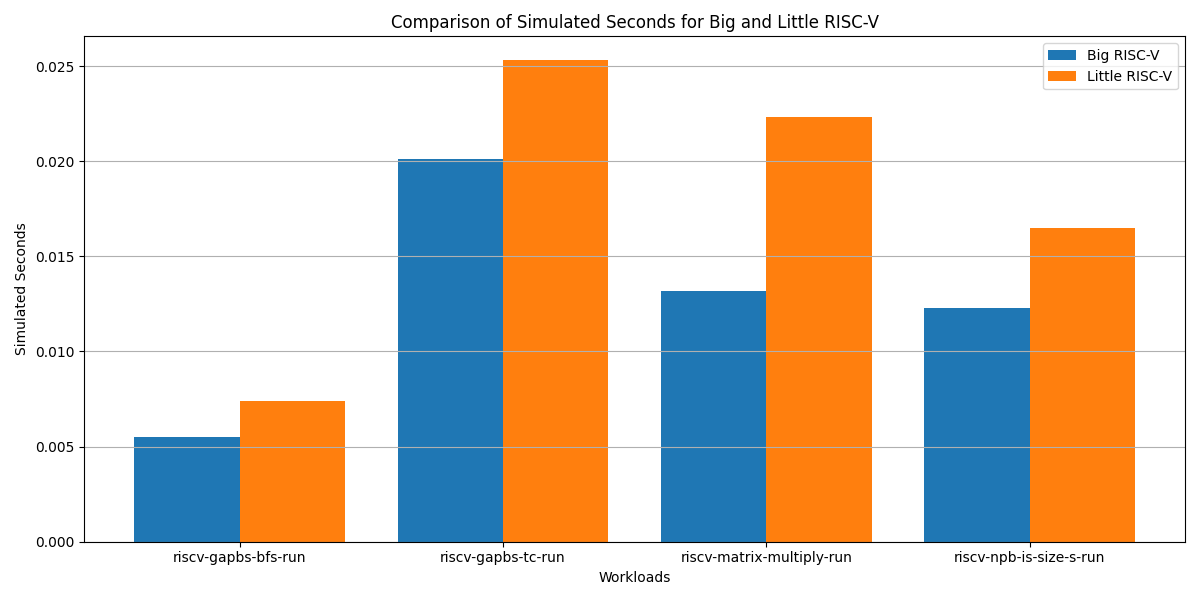 Comparison of Simulated Seconds for Big and Little RISC-V
Big RISC-V
Little RISC-V
Simulated Seconds
0.025
0.020
0.015
0.010
0.005
0.000
riscv-gapbs-bfs-run
riscv-gapbs-tc-run
riscv-matrix-multiply-run
riscv-npb-is-size-s-run
Workloads